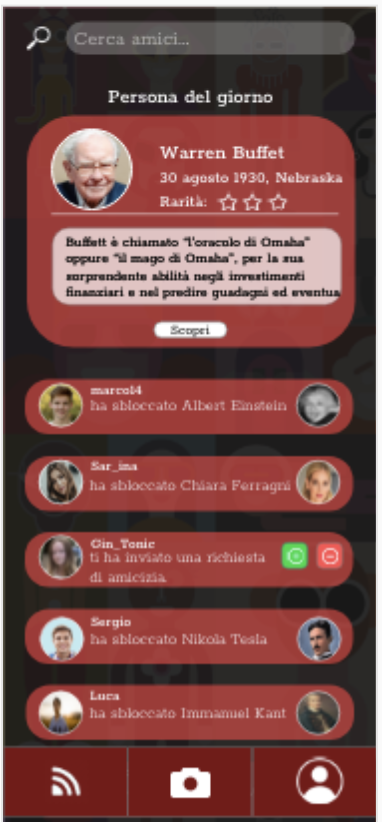 Cerca amici...
Persona del giorno
Warren Buffet
30 agosto 1930, Nebraska
Rarità:
Buffett è chiamato "l'oracolo di Omaha"
oppure "il mago di Omaha", per la sua
sorprendente abilità negli investimenti
finanziari e nel predire guadagni ed eventua
Scopri
marco14
ha sbloccato Albert Einstein
Sar_ina
ha sbloccato Chiara Ferragni
Gin_Tonic
ti ha inviato una richiesta
di amicizia.
Sergio
ha sbloccato Nikola Tesla
Luca
ha sbloccato Immanuel Kant